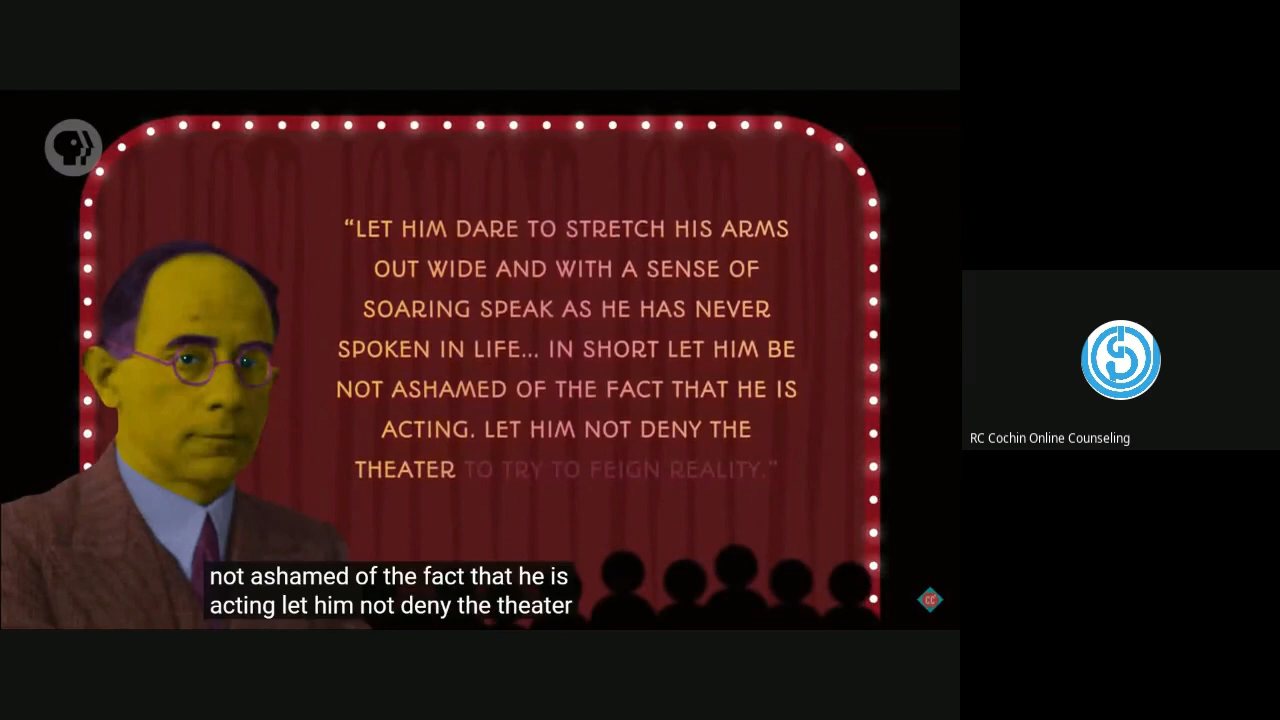 “LET HIM DARE TO STRETCH HIS ARMS
OUT WIDE AND WITH A SENSE OF
SOARING SPEAK AS HE HAS NEVER
SPOKEN IN LIFE... IN SHORT LET HIM BE
NOT ASHAMED OF THE FACT THAT HE IS
ACTING. LET HIM NOT DENY THE
THEATER TO TRY TO FEIGN REALITY.”
not ashamed of the fact that he is
acting let him not deny the theater
CC
RC Cochin Online Counseling